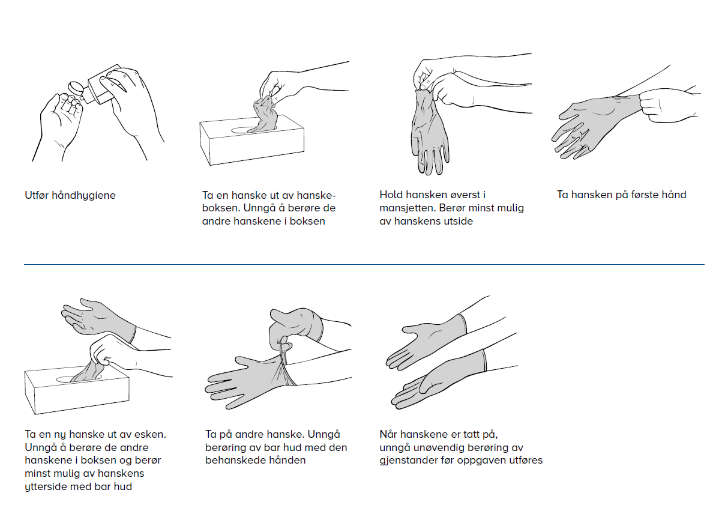 Utfør håndhygiene
Ta en hanske ut av hanske-
boksen. Unngå å berøre de
andre hanskene i boksen
Hold hansken øverst i
mansjetten. Berør minst mulig
av hanskens utside
Ta hansken på første hånd
Ta en ny hanske ut av esken.
Unngå å berøre de andre
hanskene i boksen og berør
minst mulig av hanskens
ytterside med bar hud
Ta på andre hanske. Unngå
berøring av bar hud med den
behanskede hånden
Når hanskene er tatt på,
unngå unøvendig berøring av
gjenstander før oppgaven utføres